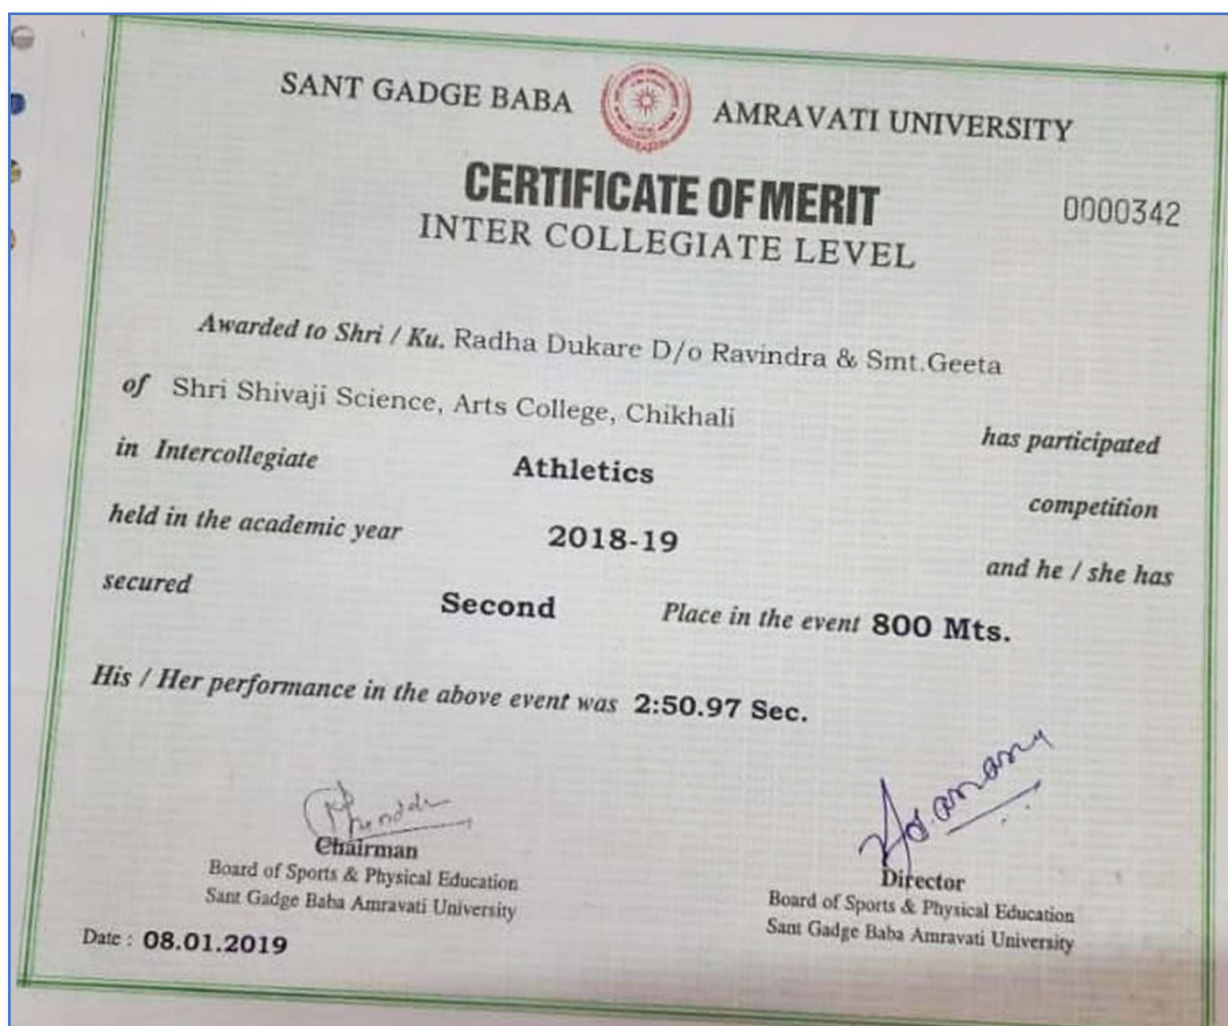 SANT GADGE BABA AMRAVATI UNIVERSITY
CERTIFICATE OF MERIT
0000342
INTER COLLEGIATE LEVEL
Awarded to Shri / Ku. Radha Dukare D/o Ravindra & Smt.Geeta
of Shri Shivaji Science, Arts College, Chikhali has participated
in Intercollegiate Athletics competition
held in the academic year 2018-19 and he / she has
secured Second Place in the event 800 Mts.
His / Her performance in the above event was 2:50.97 Sec.
Chairman
Board of Sports & Physical Education
Sant Gadge Baba Amravati University
Director
Board of Sports & Physical Education
Sant Gadge Baba Amravati University
Date : 08.01.2019